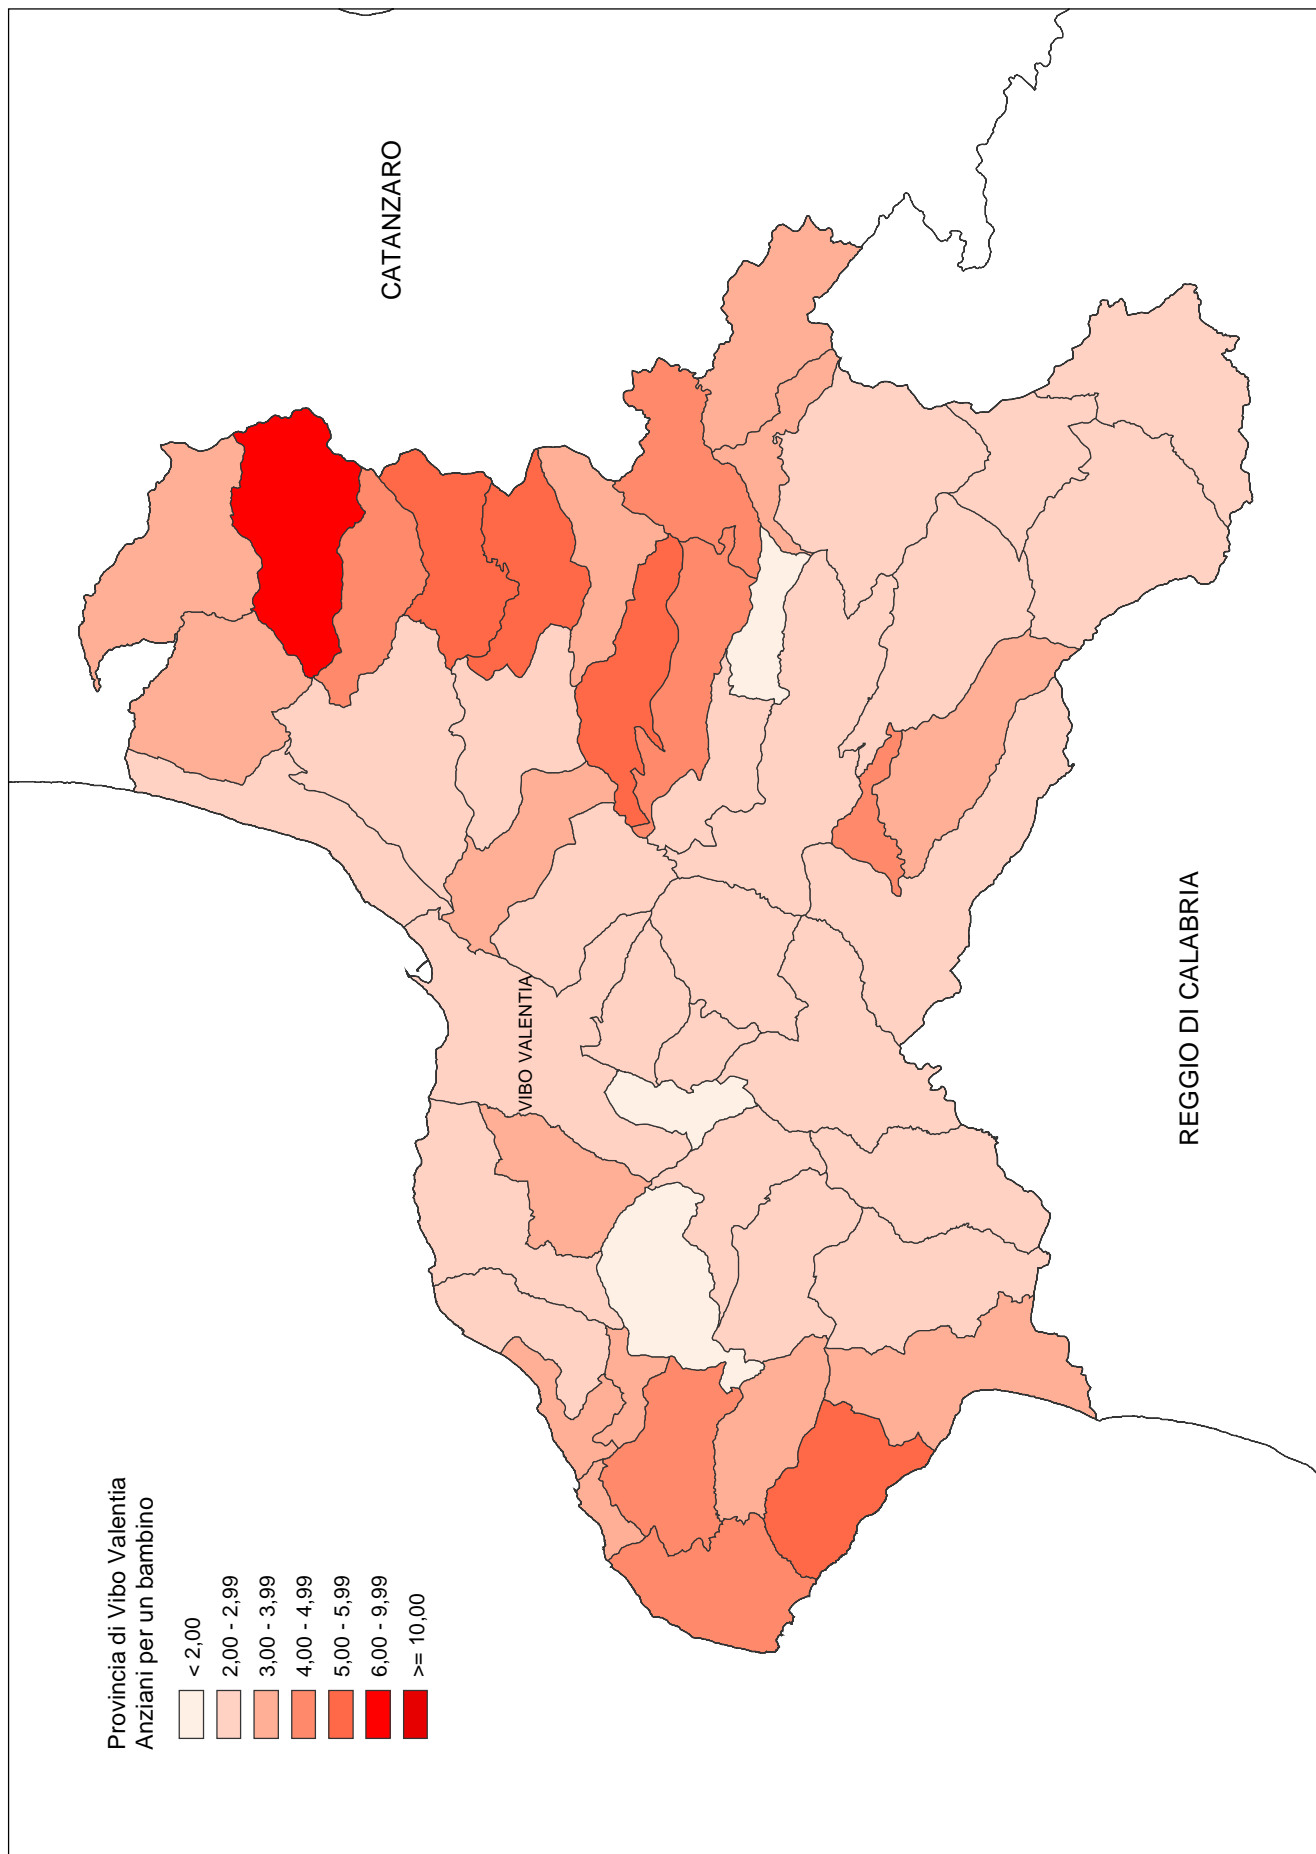 Provincia di Vibo Valentia
Anziani per un bambino
< 2,00
2,00 - 2,99
3,00 - 3,99
4,00 - 4,99
5,00 - 5,99
6,00 - 9,99
>= 10,00
VIBO VALENTIA
CATANZARO
REGGIO DI CALABRIA